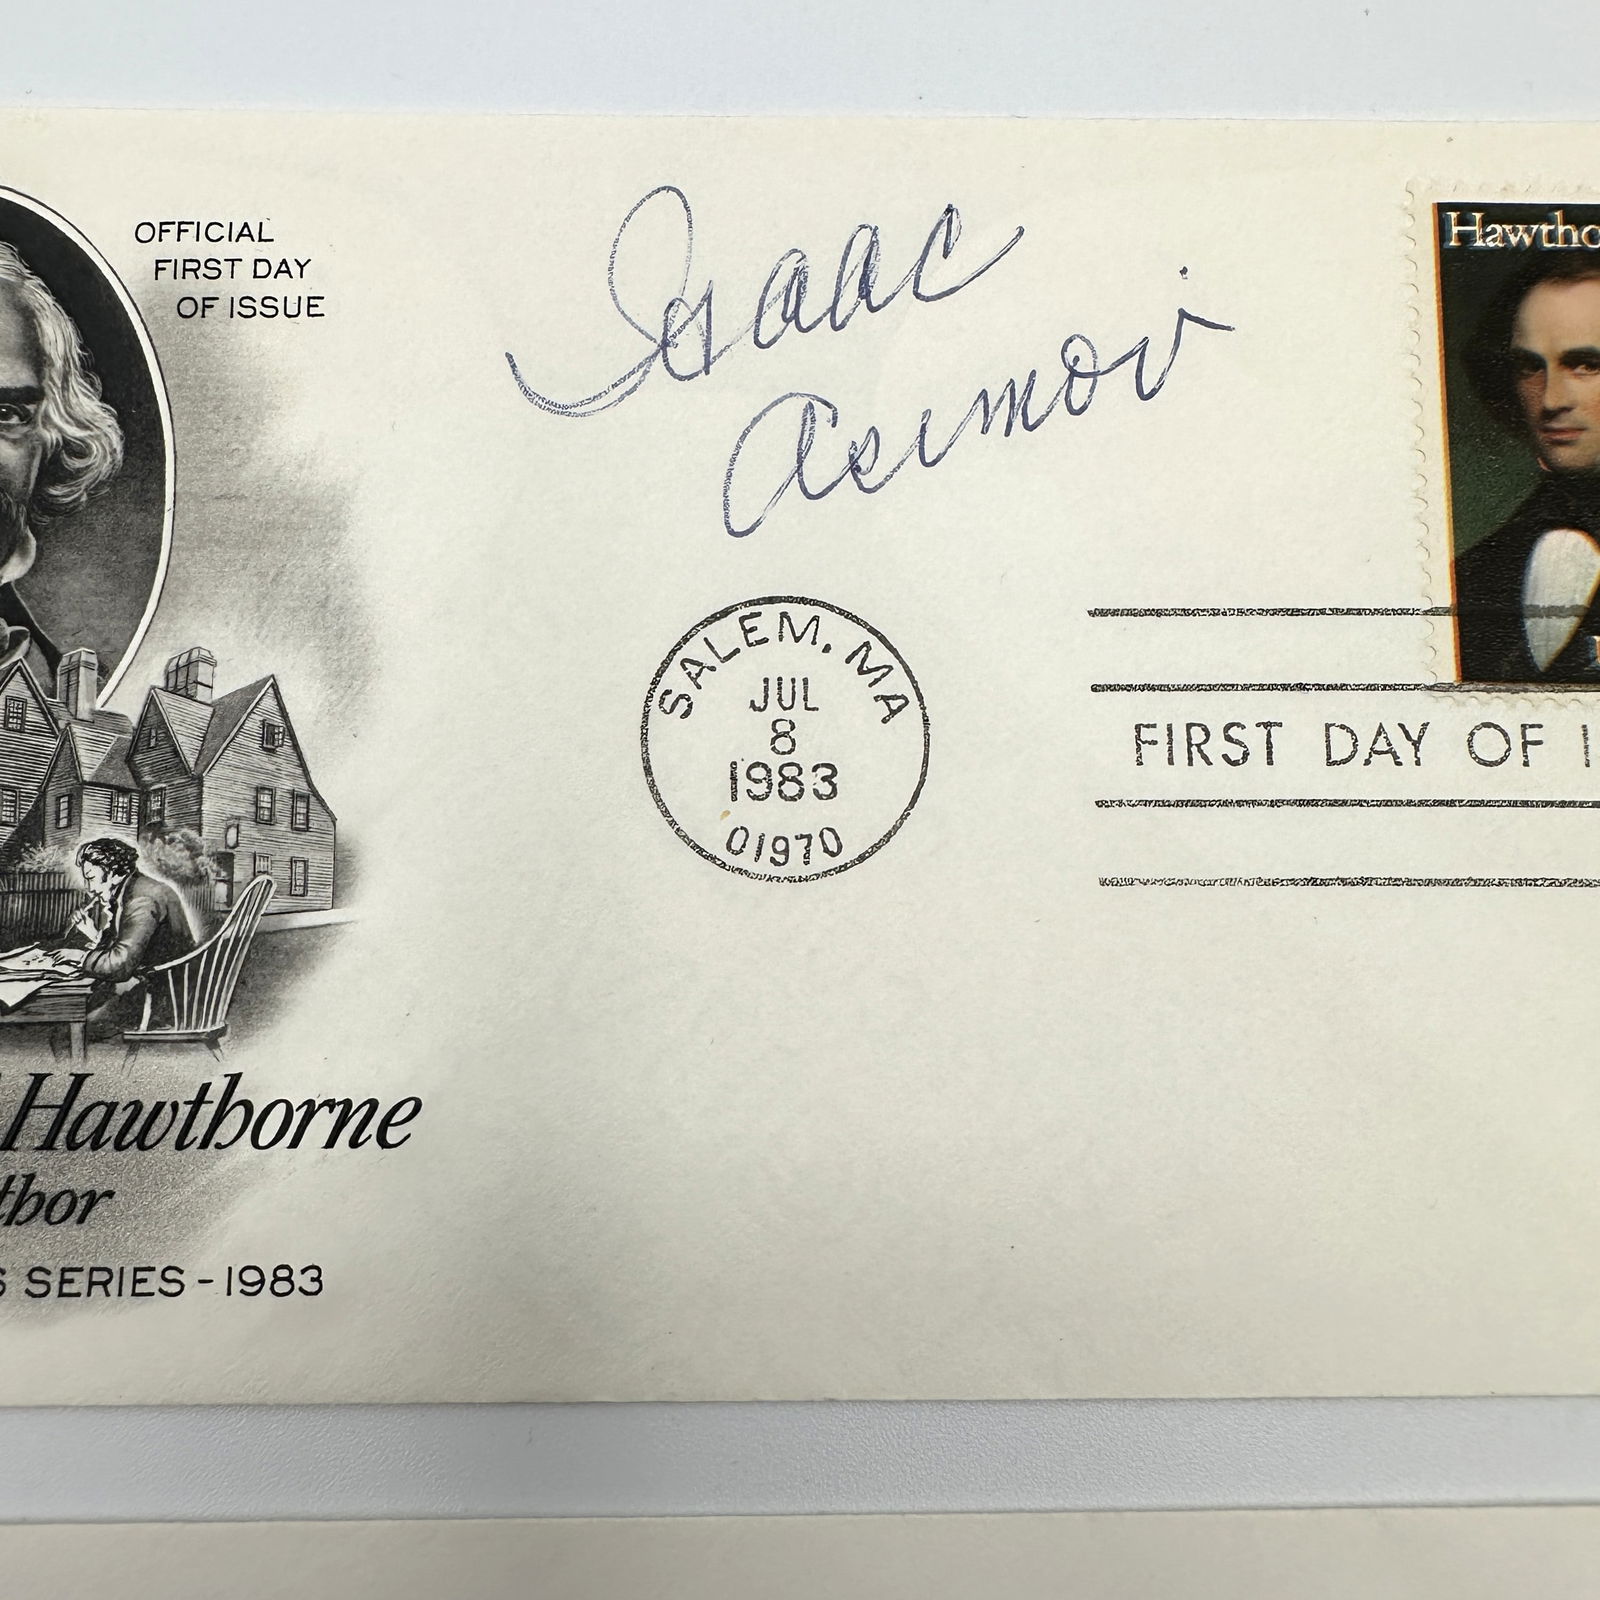 OFFICIAL
FIRST DAY
OF ISSUE
Isaac
Asimov
Hawtho
SALEM, MA
JUL
8
1983
01970
FIRST DAY OF I
Hawthorne
thor
S SERIES - 1983